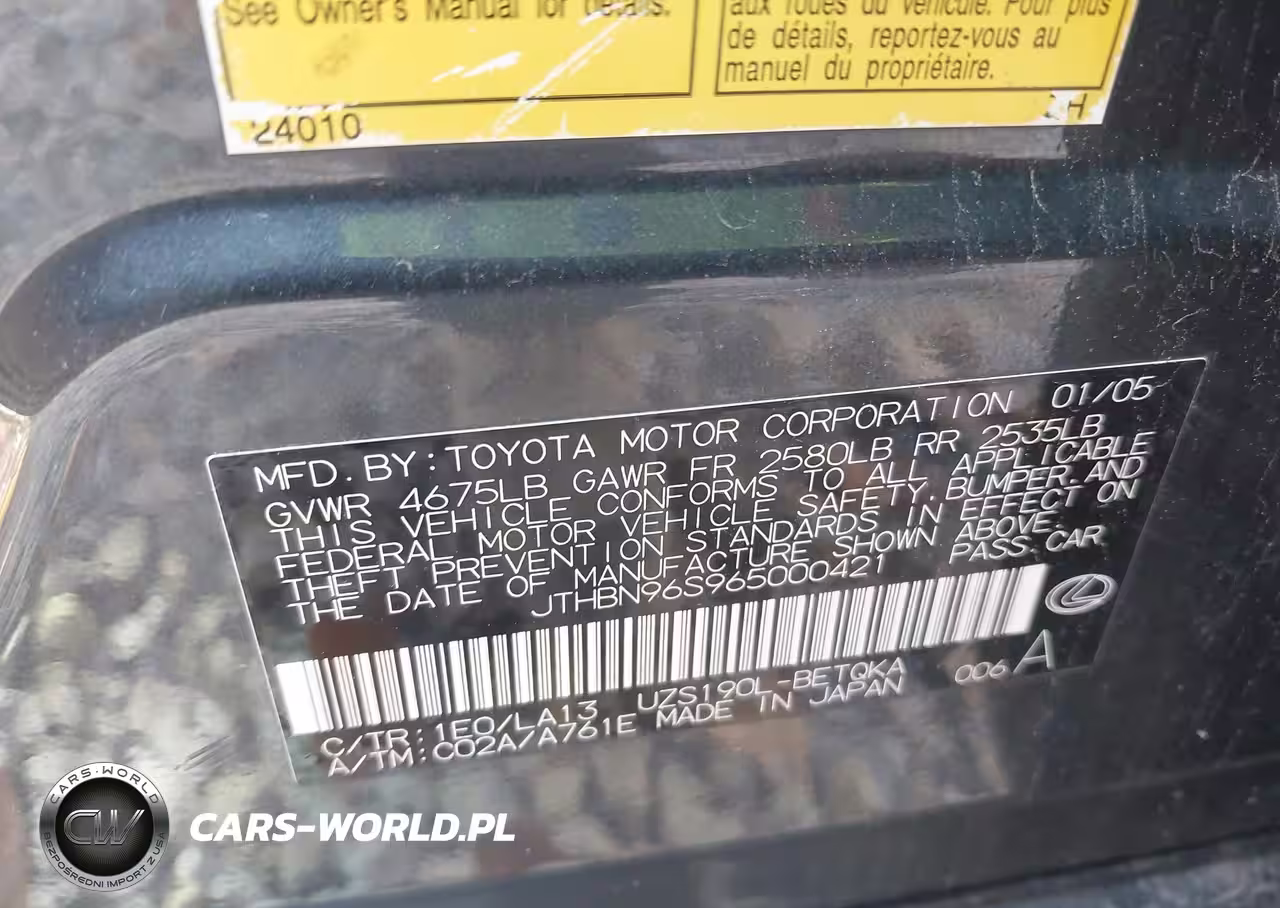 See Owner's Manual for details.
aux roues du véhicule. Pour plus
de détails, reportez-vous au
manuel du propriétaire.
24010
H
MFD. BY: TOYOTA MOTOR CORPORATION 01/05
GVWR 4675LB GAWR FR 2580LB RR 2535LB
THIS VEHICLE CONFORMS TO ALL APPLICABLE
FEDERAL MOTOR VEHICLE SAFETY, BUMPER, AND
THEFT PREVENTION STANDARDS IN EFFECT ON
THE DATE OF MANUFACTURE SHOWN ABOVE.
JTHBN96S965000421 PASS. CAR
C/TR: 1E0/LA13 UZS190L-BETQKA 006 A
A/TM: C02A/A761E MADE IN JAPAN
CARS-WORLD
CW
BEZPOŚREDNI IMPORT Z USA
CARS-WORLD.PL